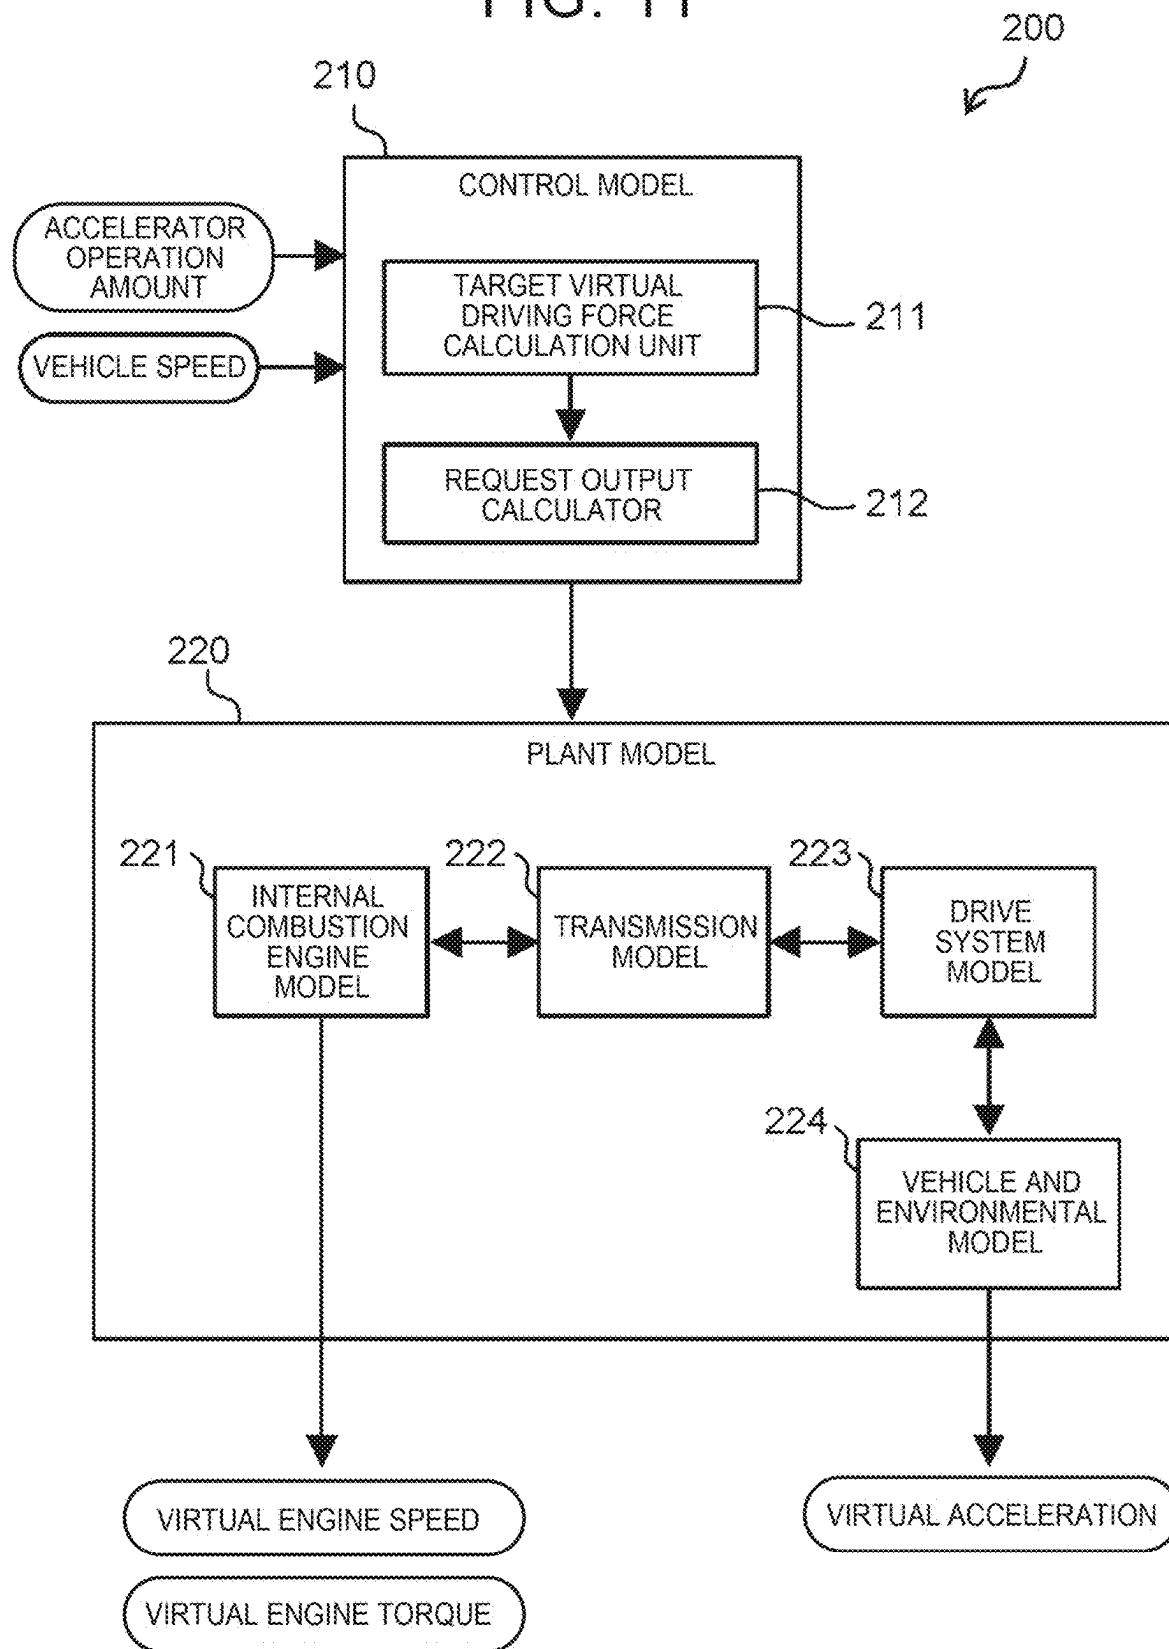 FIG. 11
200
210
CONTROL MODEL
ACCELERATOR
OPERATION
AMOUNT
TARGET VIRTUAL
DRIVING FORCE
CALCULATION UNIT
211
VEHICLE SPEED
REQUEST OUTPUT
CALCULATOR
212
220
PLANT MODEL
221
INTERNAL
COMBUSTION
ENGINE
MODEL
222
TRANSMISSION
MODEL
223
DRIVE
SYSTEM
MODEL
224
VEHICLE AND
ENVIRONMENTAL
MODEL
VIRTUAL ENGINE SPEED
VIRTUAL ACCELERATION
VIRTUAL ENGINE TORQUE